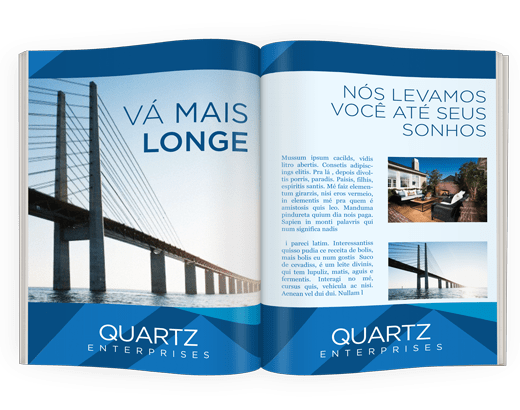 VÁ MAIS
LONGE
QUARTZ
ENTERPRISES
NÓS LEVAMOS
VOCÊ ATÉ SEUS
SONHOS
Mussum ipsum cacilds, vidis
litro abertis. Consetis adipisc-
ings elitis. Pra lá , depois divol-
tis porris, paradis. Paisis, filhis,
espiritis santis. Mé faiz elemen-
tum girarzis, nisi eros vermeio,
in elementis mé pra quem é
amistosis quis leo. Manduma
pindureta quium dia nois paga.
Sapien in monti palavris qui
num significa nadis
i pareci latim. Interessantiss
quisso pudia ce receita de bolis,
mais bolis eu num gostis Suco
de cevadiss, é um leite divinis,
qui tem lupuliz, matis, aguis e
fermentis. Interagi no mé,
cursus quis, vehicula ac nisi.
Aenean vel dui dui. Nullam l
QUARTZ
ENTERPRISES